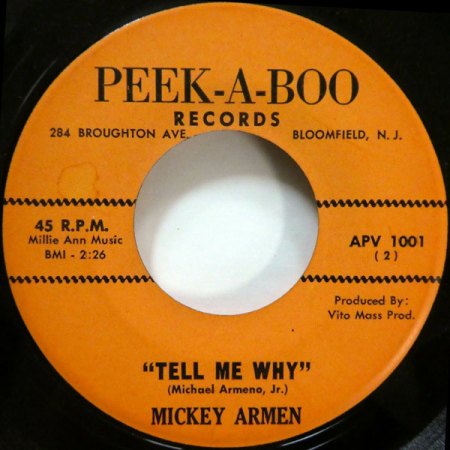 PEEK-A-BOO
RECORDS
284 BROUGHTON AVE. BLOOMFIELD, N. J.
45 R.P.M.
Millie Ann Music
BMI - 2:26
APV 1001
( 2 )
Produced By:
Vito Mass Prod.
"TELL ME WHY"
(Michael Armeno, Jr.)
MICKEY ARMEN